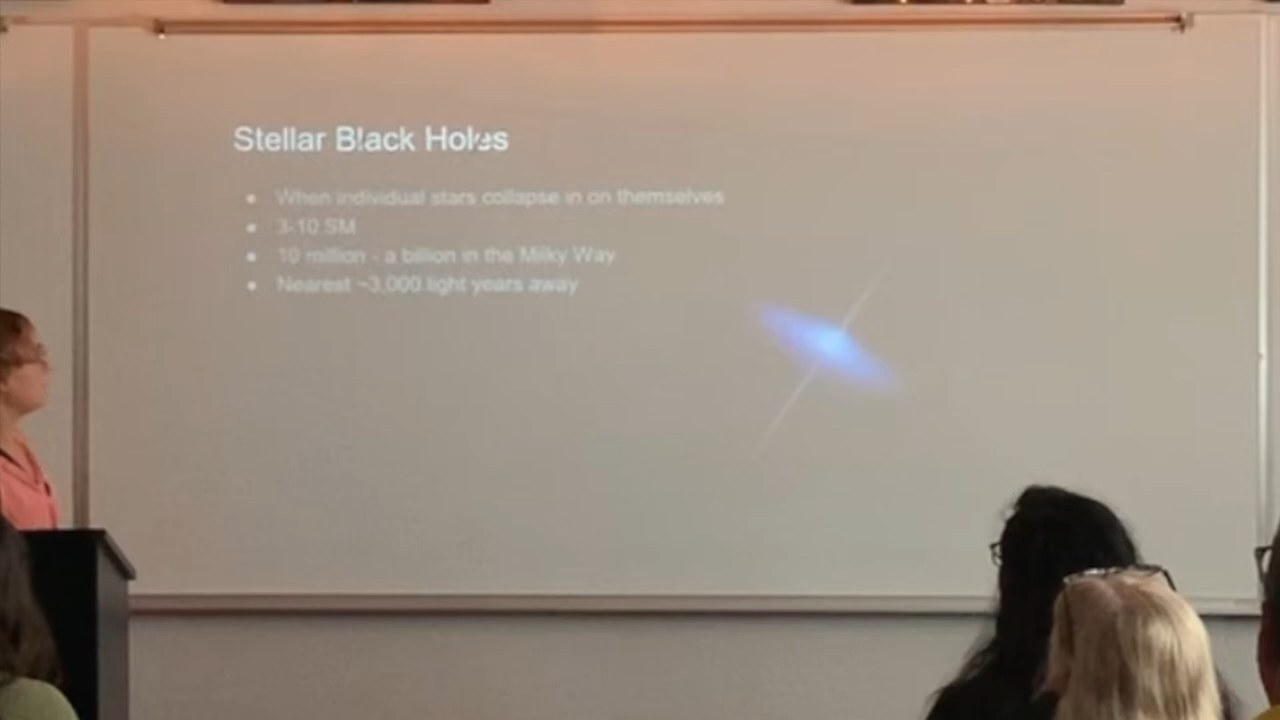 Stellar Black Holes
• When individual stars collapse in on themselves
• 3-10 SM
• 10 million - a billion in the Milky Way
• Nearest ~3,000 light years away